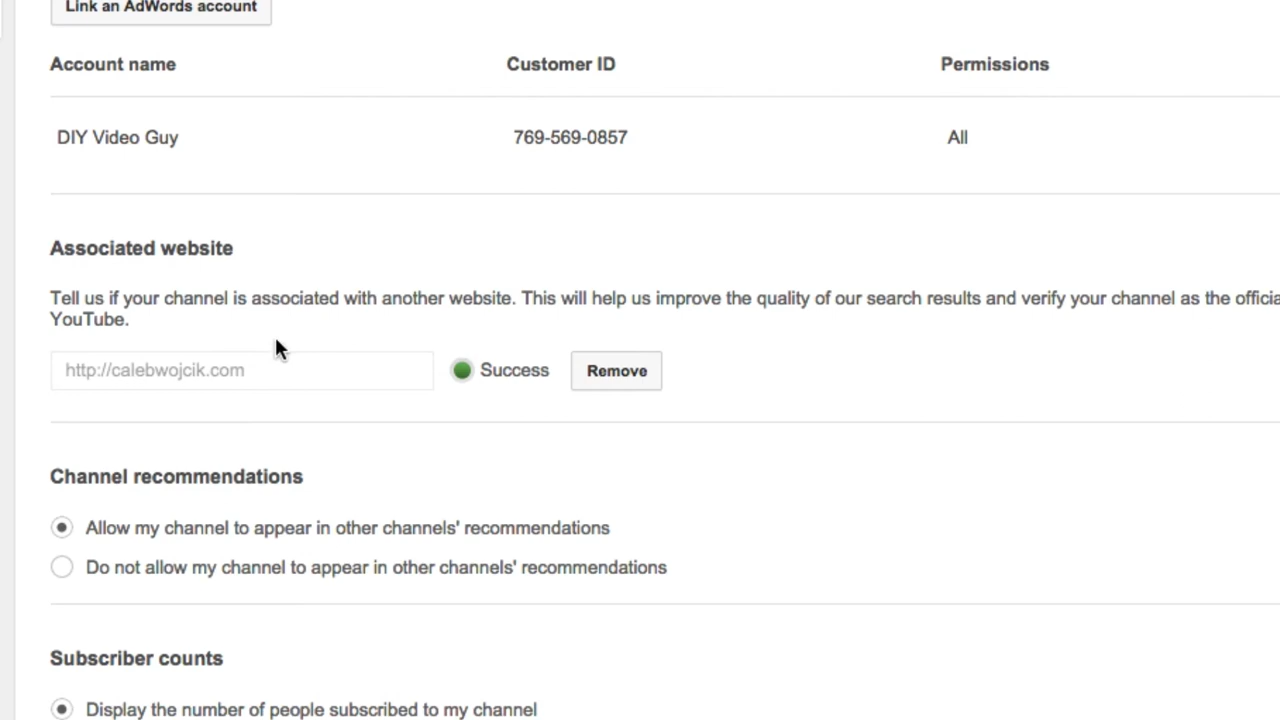 Link an AdWords account
Account name Customer ID Permissions
DIY Video Guy 769-569-0857 All
Associated website
Tell us if your channel is associated with another website. This will help us improve the quality of our search results and verify your channel as the officia
YouTube.
http://calebwojcik.com Success Remove
Channel recommendations
Allow my channel to appear in other channels' recommendations
Do not allow my channel to appear in other channels' recommendations
Subscriber counts
Display the number of people subscribed to my channel